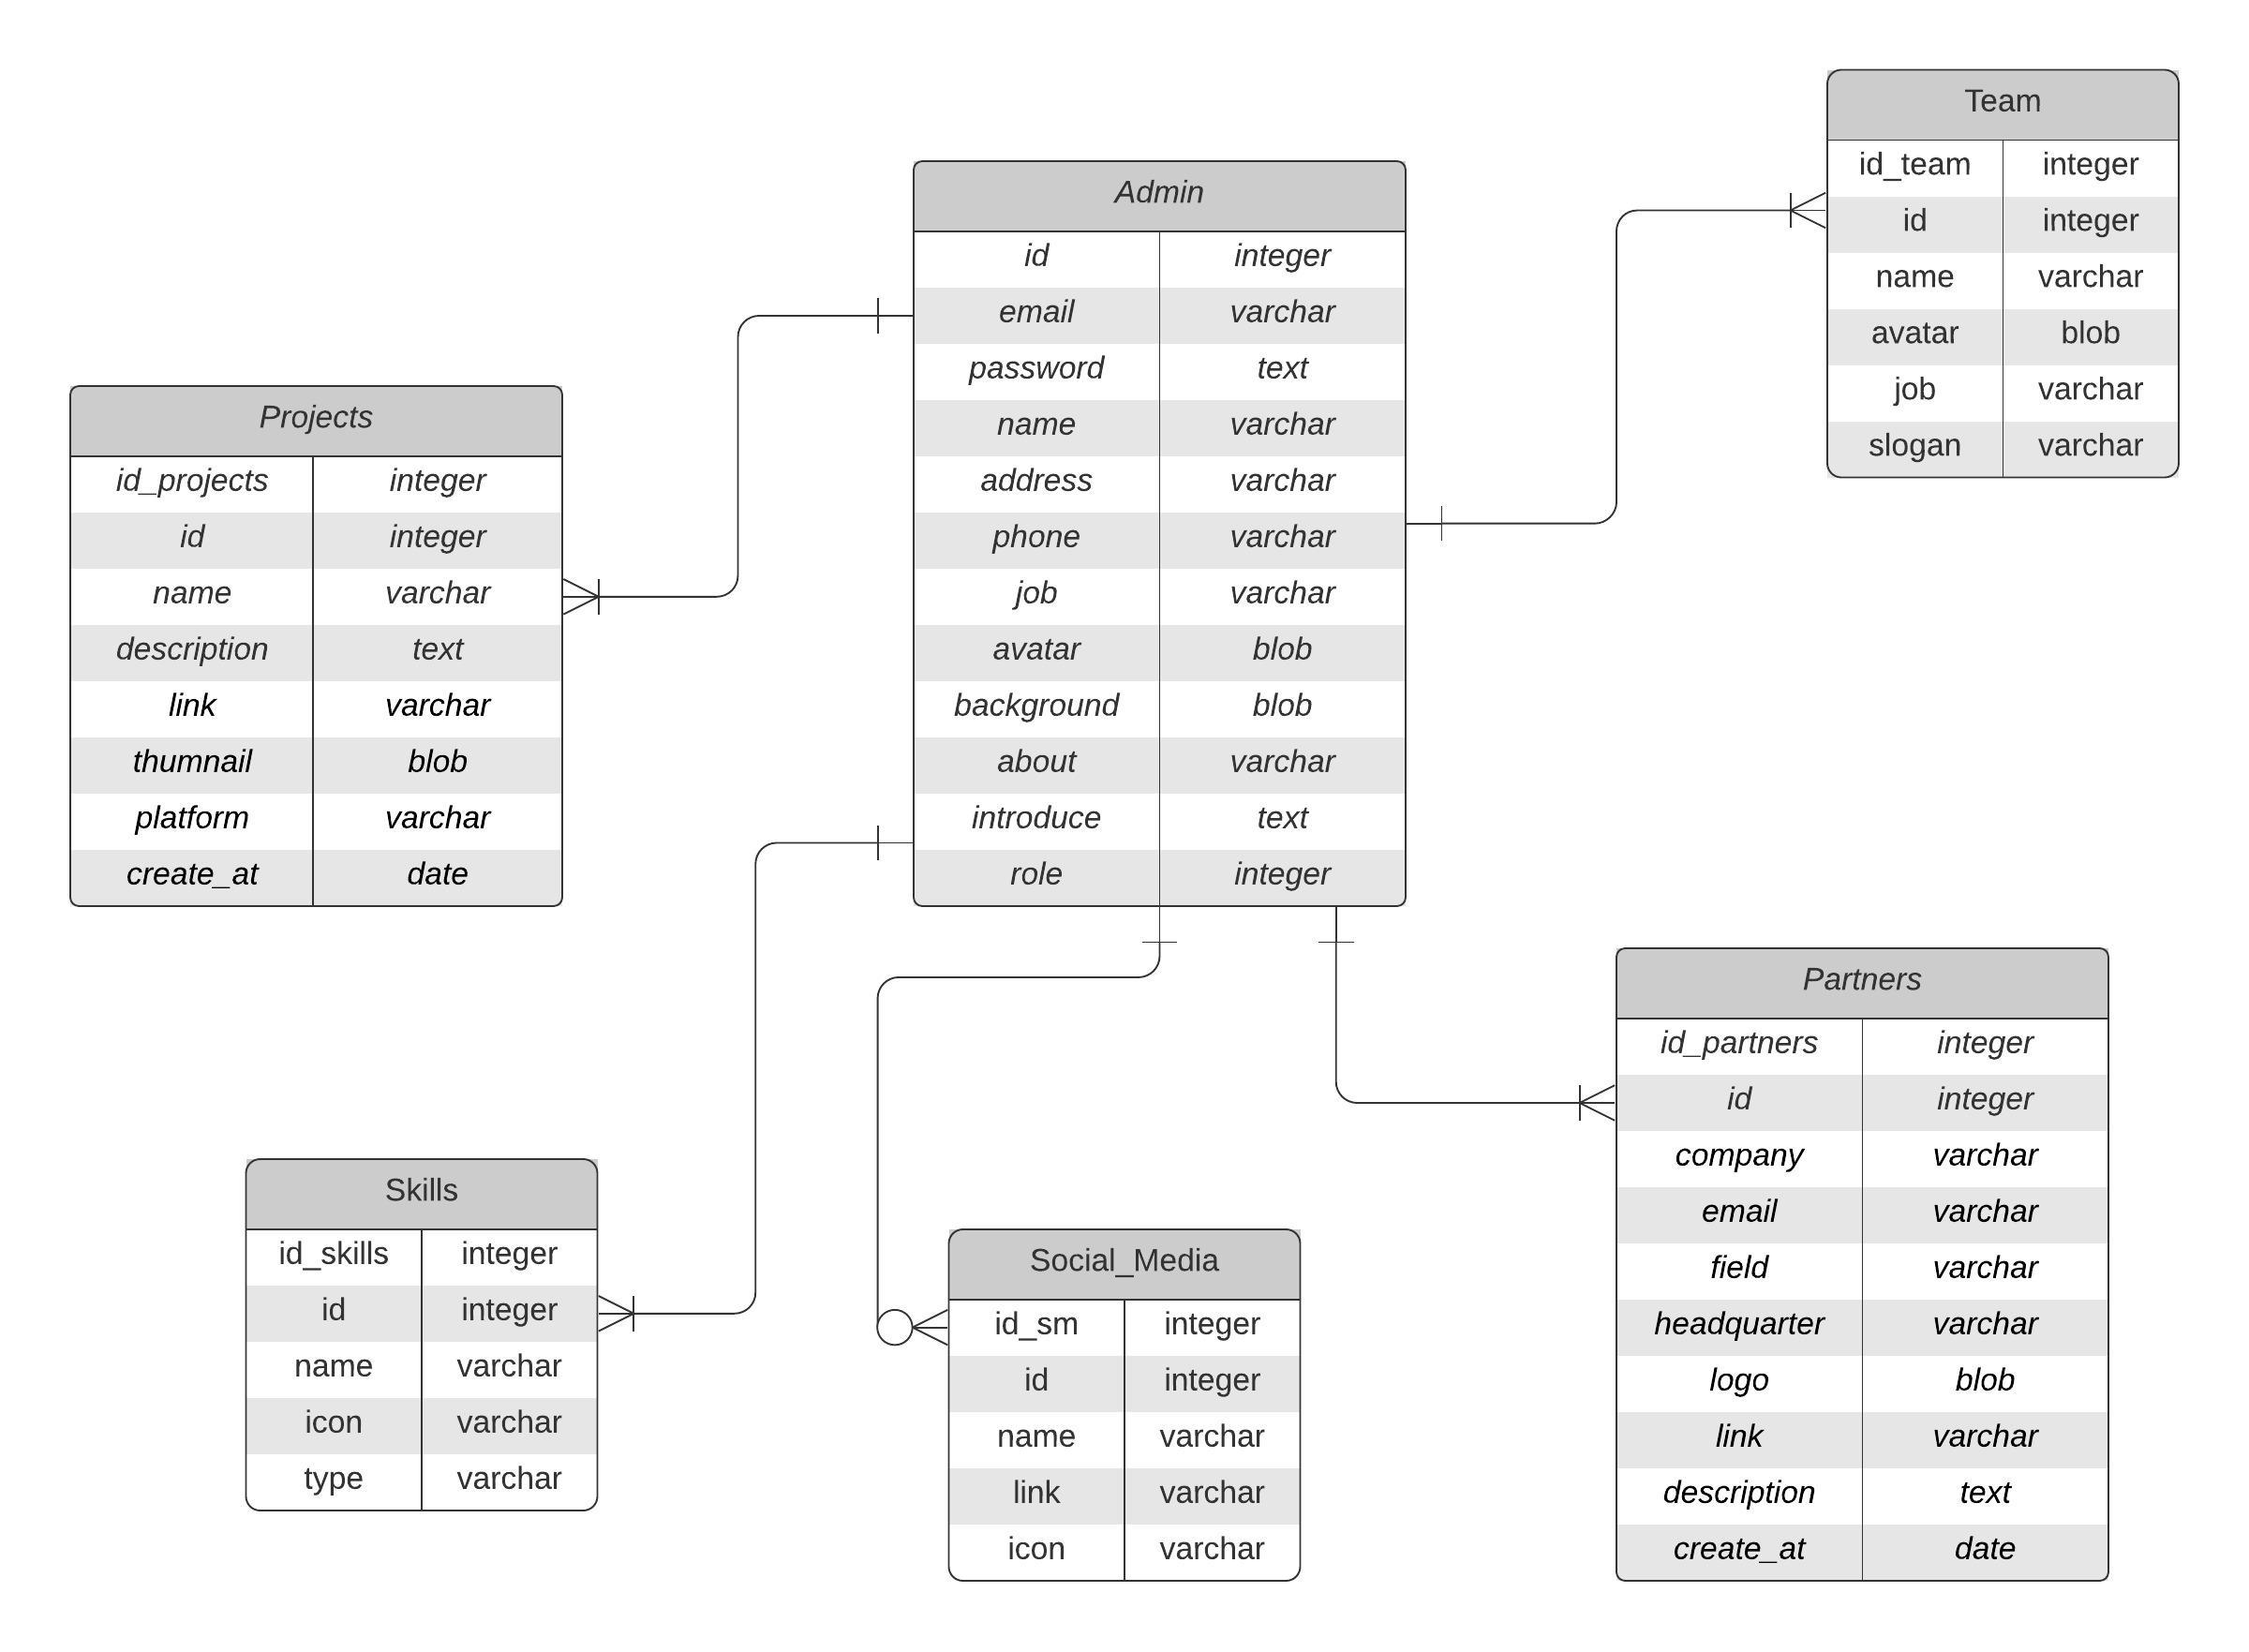 Team
id_team integer
id integer
name varchar
avatar blob
job varchar
slogan varchar
Admin
id integer
email varchar
password text
name varchar
address varchar
phone varchar
job varchar
avatar blob
background blob
about varchar
introduce text
role integer
Projects
id_projects integer
id integer
name varchar
description text
link varchar
thumnail blob
platform varchar
create_at date
Partners
id_partners integer
id integer
company varchar
email varchar
field varchar
headquarter varchar
logo blob
link varchar
description text
create_at date
Skills
id_skills integer
id integer
name varchar
icon varchar
type varchar
Social_Media
id_sm integer
id integer
name varchar
link varchar
icon varchar